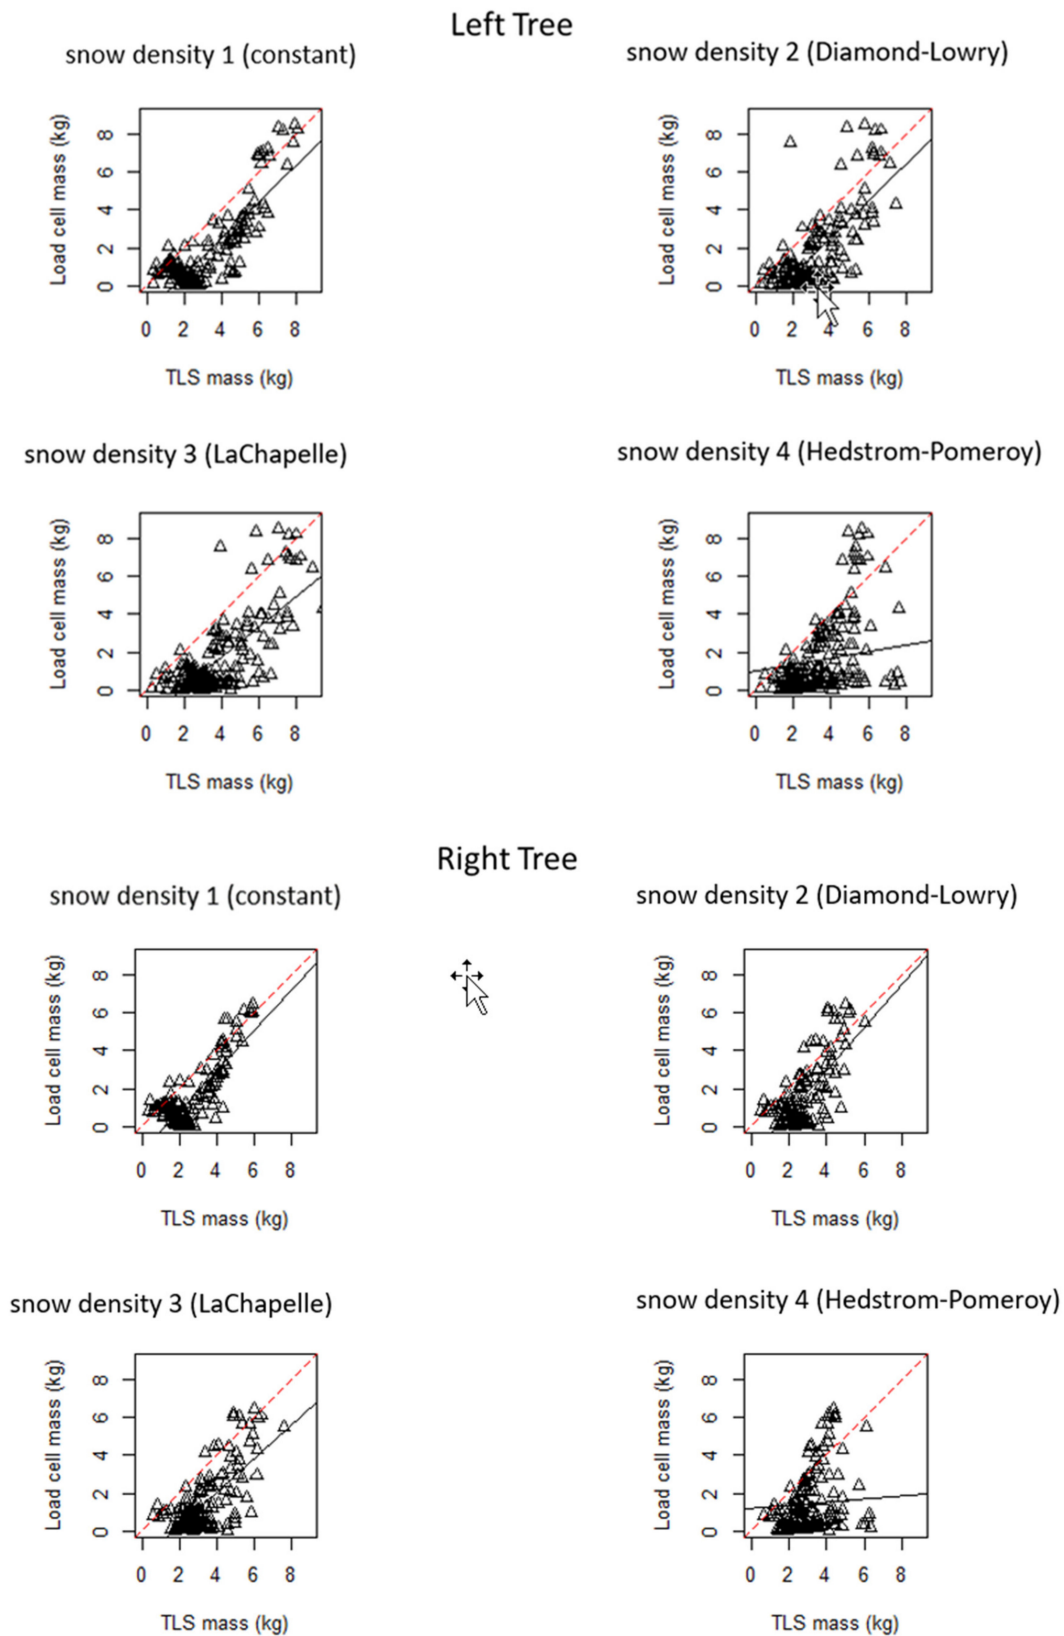 Left Tree
snow density 1 (constant)
snow density 2 (Diamond-Lowry)
Load cell mass (kg)
8
6
4
2
0
0 2 4 6 8
TLS mass (kg)
Load cell mass (kg)
8
6
4
2
0
0 2 4 6 8
TLS mass (kg)
snow density 3 (LaChapelle)
snow density 4 (Hedstrom-Pomeroy)
Load cell mass (kg)
8
6
4
2
0
0 2 4 6 8
TLS mass (kg)
Load cell mass (kg)
8
6
4
2
0
0 2 4 6 8
TLS mass (kg)
Right Tree
snow density 1 (constant)
snow density 2 (Diamond-Lowry)
Load cell mass (kg)
8
6
4
2
0
0 2 4 6 8
TLS mass (kg)
Load cell mass (kg)
8
6
4
2
0
0 2 4 6 8
TLS mass (kg)
snow density 3 (LaChapelle)
snow density 4 (Hedstrom-Pomeroy)
Load cell mass (kg)
8
6
4
2
0
0 2 4 6 8
TLS mass (kg)
Load cell mass (kg)
8
6
4
2
0
0 2 4 6 8
TLS mass (kg)